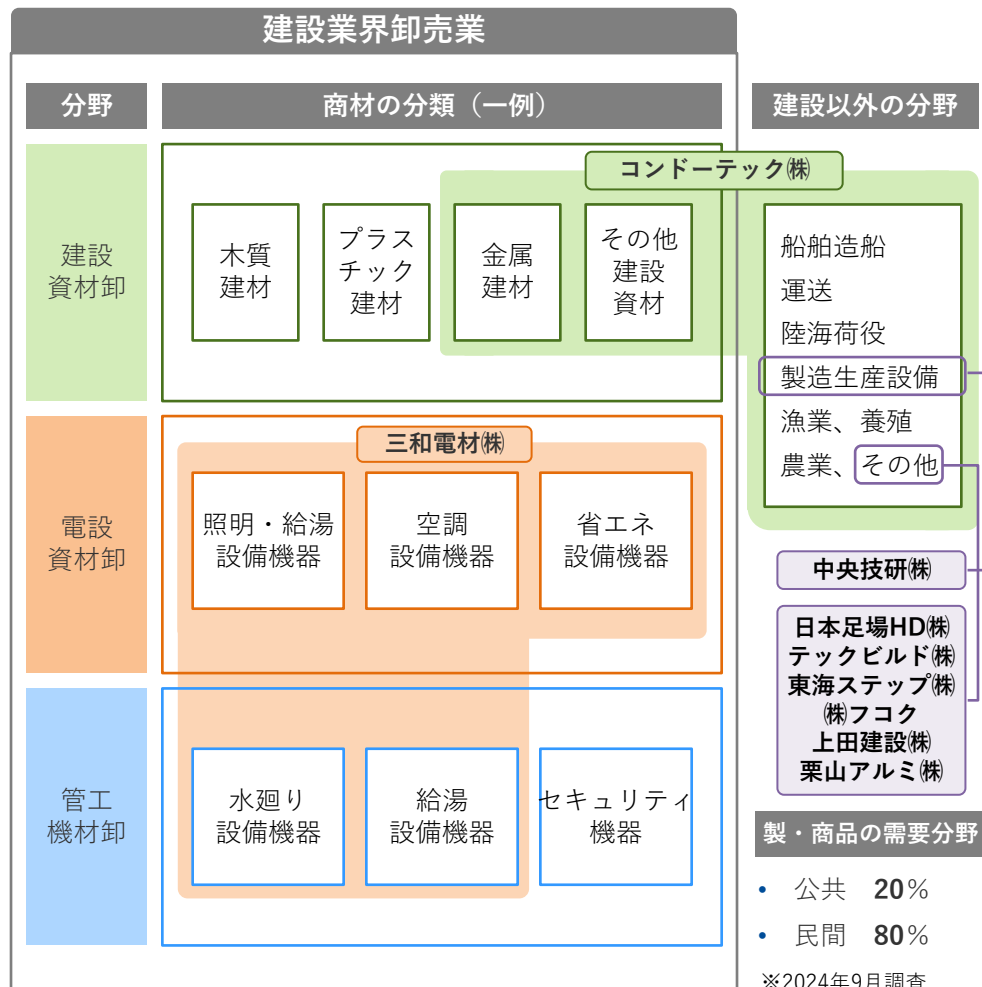 建設業界卸売業
分野
商材の分類（一例）
建設以外の分野
コンドーテック㈱
建設
資材卸
木質
建材
プラス
チック
建材
金属
建材
その他
建設
資材
船舶造船
運送
陸海荷役
製造生産設備
漁業、養殖
農業、その他
三和電材㈱
電設
資材卸
照明・給湯
設備機器
空調
設備機器
省エネ
設備機器
中央技研㈱
日本足場HD㈱
テックビルド㈱
東海ステップ㈱
㈱フコク
上田建設㈱
栗山アルミ㈱
管工
機材卸
水廻り
設備機器
給湯
設備機器
セキュリティ
機器
製・商品の需要分野
• 公共 20%
• 民間 80%
※2024年9月調査